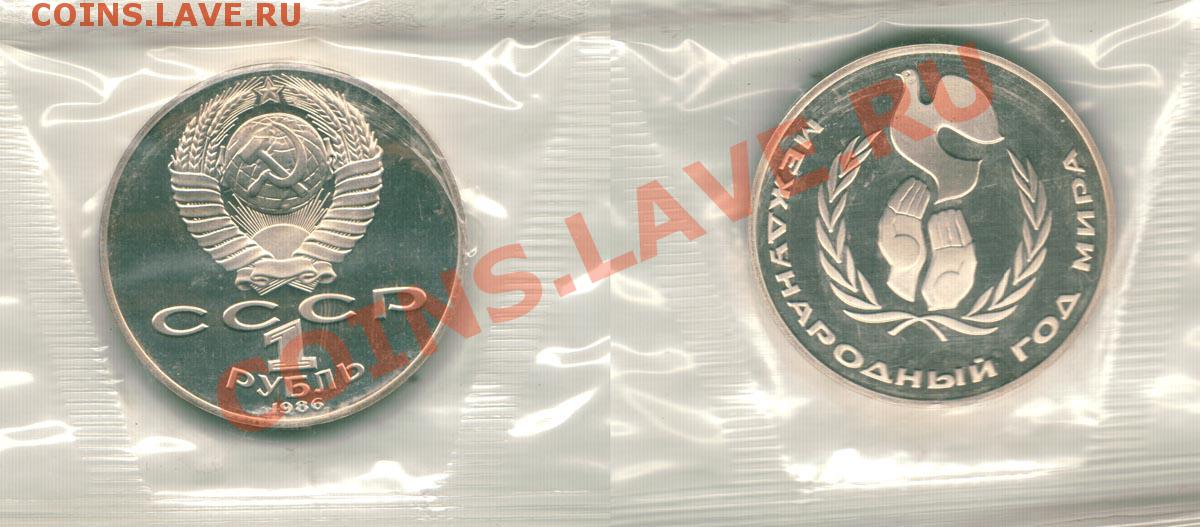 COINS.LAVE.RU
СССР
1
РУБЛЬ
1986
МЕЖДУНАРОДНЫЙ ГОД МИРА
COINS.LAVE.RU